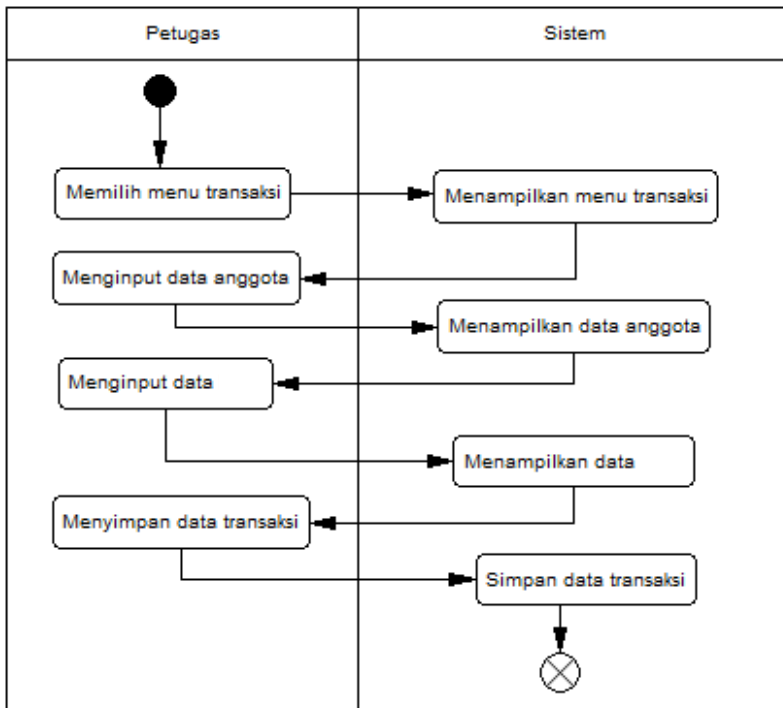 Petugas
Sistem
Memilih menu transaksi
Menampilkan menu transaksi
Menginput data anggota
Menampilkan data anggota
Menginput data
Menampilkan data
Menyimpan data transaksi
Simpan data transaksi